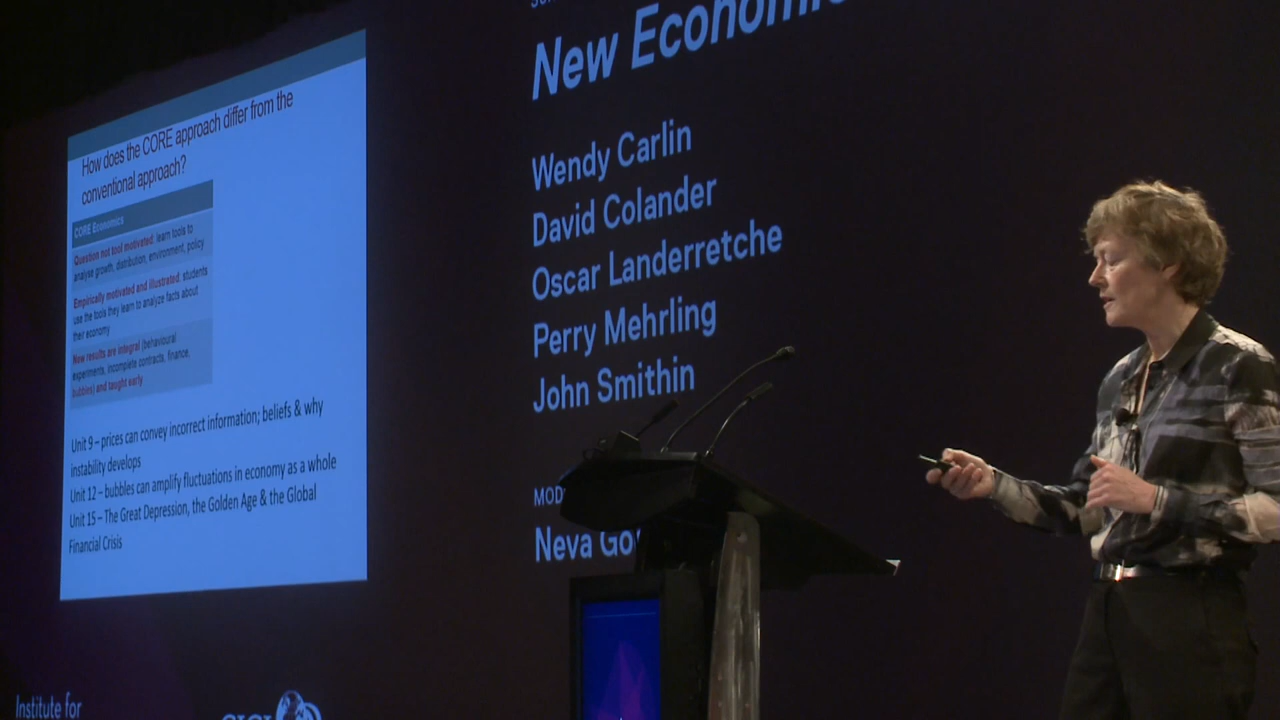 How does the CORE approach differ from the
conventional approach?
CORE Economics
Question not tool motivated: learn tools to
analyse growth, distribution, environment, policy
Empirically motivated and illustrated: students
use the tools they learn to analyze facts about
their economy
New results are integral (behavioural
experiments, incomplete contracts, finance,
bubbles) and taught early
Unit 9 – prices can convey incorrect information; beliefs & why
instability develops
Unit 12 – bubbles can amplify fluctuations in economy as a whole
Unit 15 – The Great Depression, the Golden Age & the Global
Financial Crisis
New Economi
Wendy Carlin
David Colander
Oscar Landerretche
Perry Mehrling
John Smithin
MOD
Neva Go
Institute for
CIGI